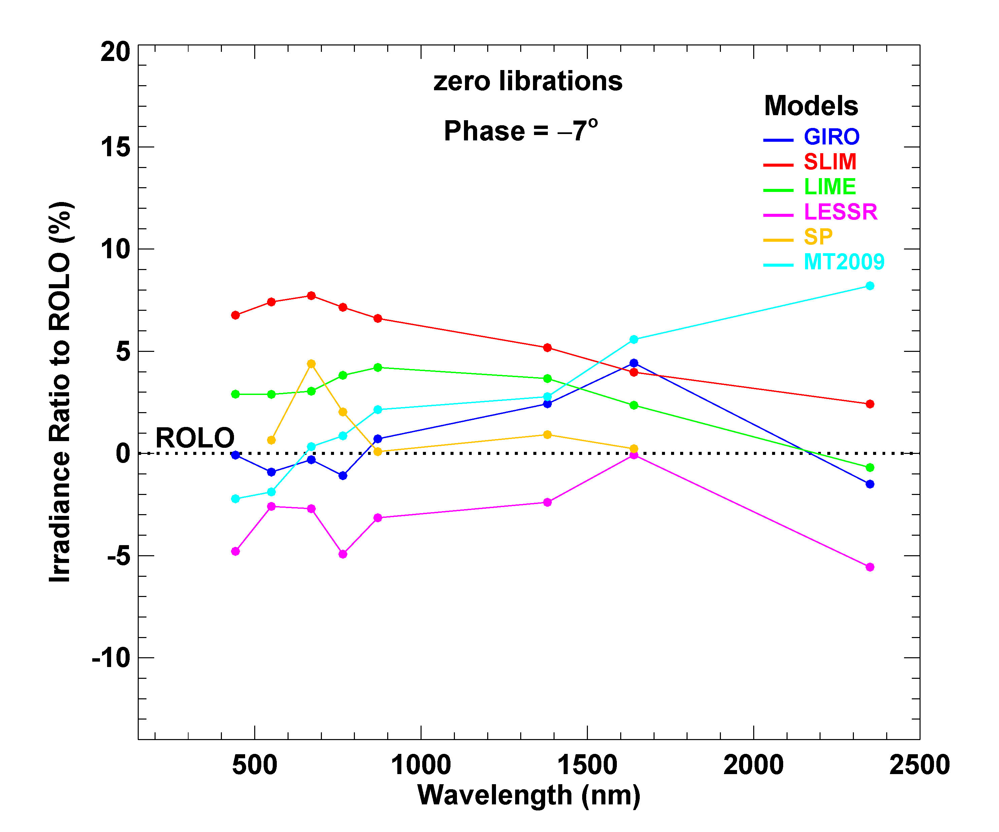 zero librations
Phase = −7°
Models
GIRO
SLIM
LIME
LESSR
SP
MT2009
20
15
10
5
0
-5
-10
Irradiance Ratio to ROLO (%)
ROLO
500 1000 1500 2000 2500
Wavelength (nm)